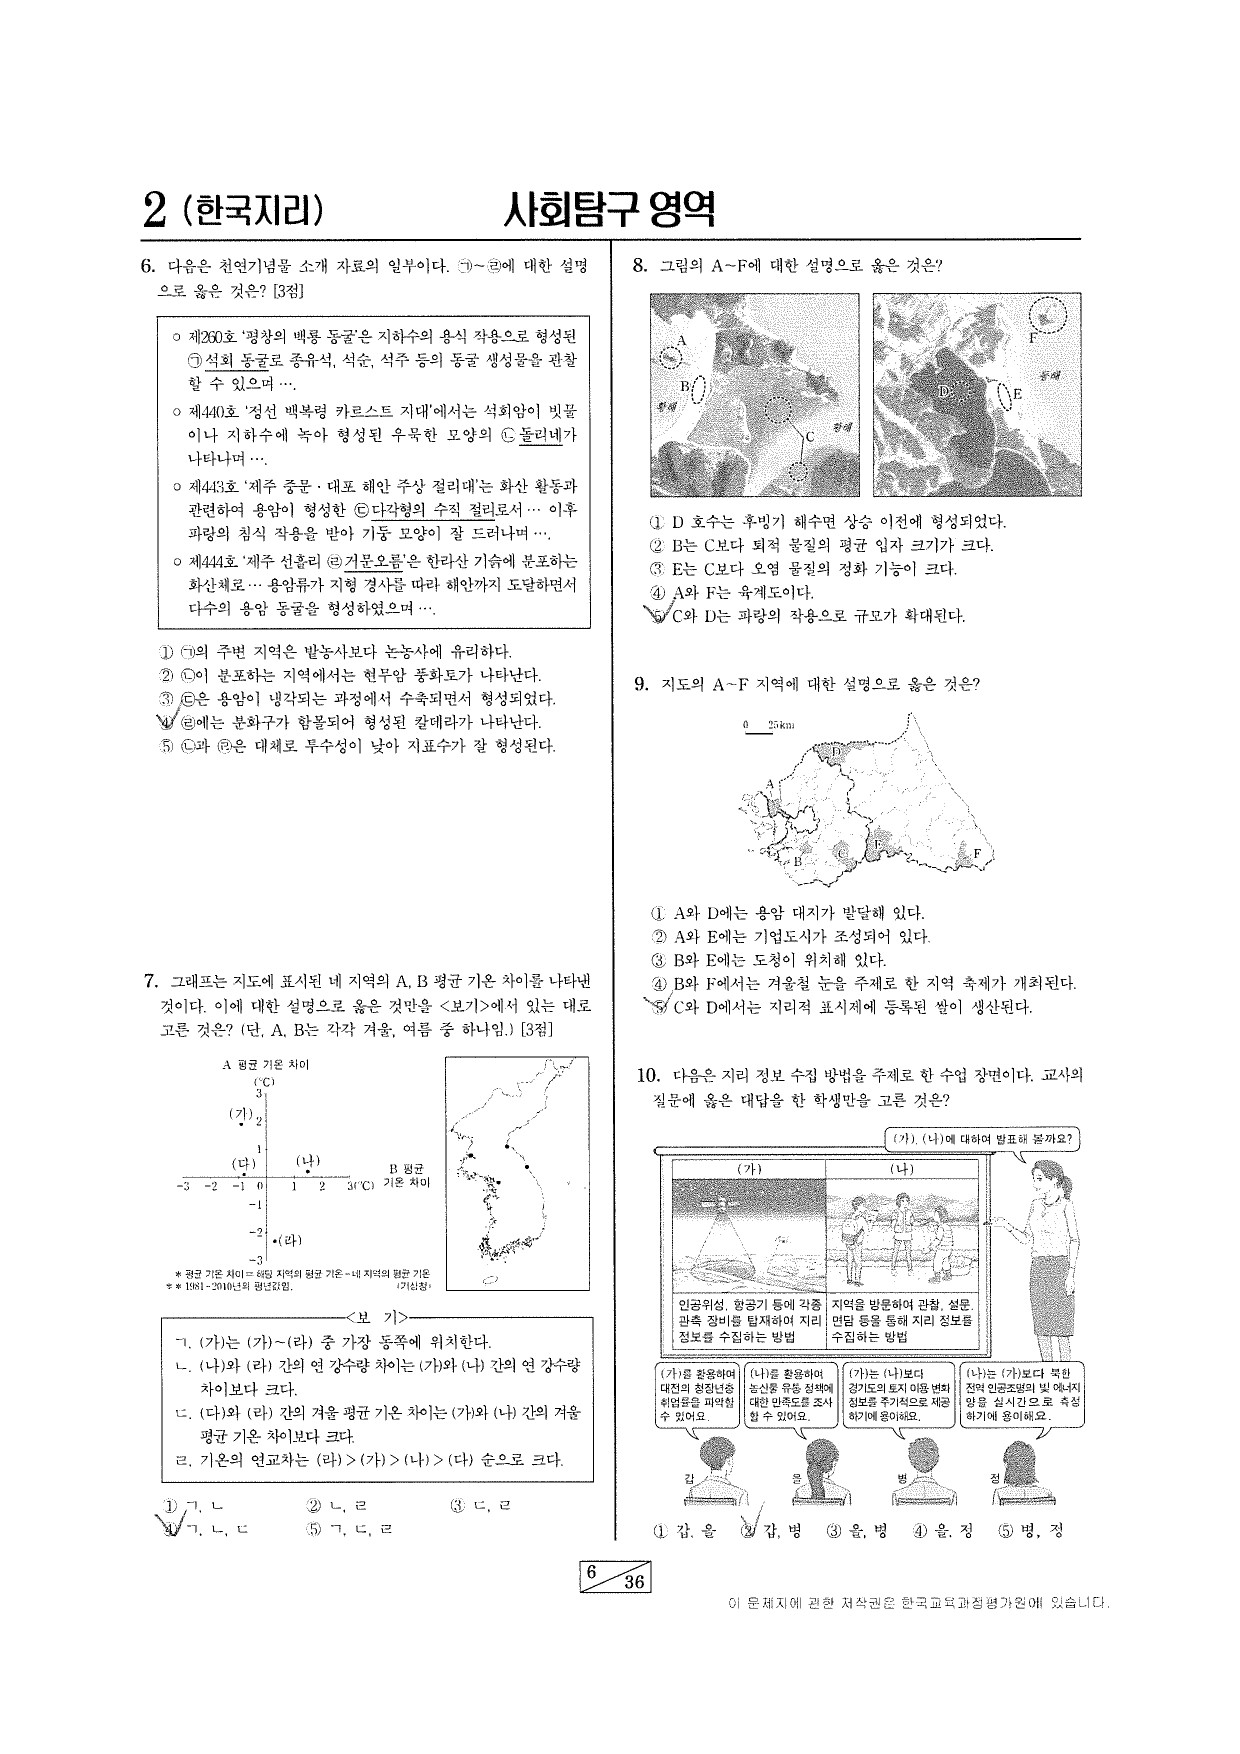 2 (한국지리)
사회탐구 영역
6. 다음은 천연기념물 소개 자료의 일부이다. ㉠~㉣에 대한 설명
으로 옳은 것은? [3점]
○ 제260호 '평창의 백룡 동굴'은 지하수의 용식 작용으로 형성된
㉠석회 동굴로 종유석, 석순, 석주 등의 동굴 생성물을 관찰
할 수 있으며 ….
○ 제440호 '정선 백복령 카르스트 지대'에서는 석회암이 빗물
이나 지하수에 녹아 형성된 우묵한 모양의 ㉡돌리네가
나타나며 ….
○ 제443호 '제주 중문·대포 해안 주상 절리대'는 화산 활동과
관련하여 용암이 형성한 ㉢다각형의 수직 절리로서… 이후
파랑의 침식 작용을 받아 기둥 모양이 잘 드러나며 ….
○ 제444호 '제주 선흘리 ㉣거문오름'은 한라산 기슭에 분포하는
화산체로… 용암류가 지형 경사를 따라 해안까지 도달하면서
다수의 용암 동굴을 형성하였으며 ….
① ㉠의 주변 지역은 밭농사보다 논농사에 유리하다.
② ㉡이 분포하는 지역에서는 현무암 풍화토가 나타난다.
③ ㉢은 용암이 냉각되는 과정에서 수축되면서 형성되었다.
④ ㉣에는 분화구가 함몰되어 형성된 칼데라가 나타난다.
⑤ ㉡과 ㉣은 대체로 투수성이 낮아 지표수가 잘 형성된다.
7. 그래프는 지도에 표시된 네 지역의 A, B 평균 기온 차이를 나타낸
것이다. 이에 대한 설명으로 옳은 것만을 <보기>에서 있는 대로
고른 것은? (단, A, B는 각각 겨울, 여름 중 하나임.) [3점]
A 평균 기온 차이
(℃)
3
(가) 2
1
(다) (나)
B 평균
기온 차이
-3 -2 -1 0 1 2 3(℃)
-1
-2
(라)
-3
* 평균 기온 차이 = 해당 지역의 평균 기온 - 네 지역의 평균 기온
** 1981~2010년의 평년값임. (기상청)
<보 기>
ㄱ. (가)는 (가)~(라) 중 가장 동쪽에 위치한다.
ㄴ. (나)와 (라) 간의 연 강수량 차이는 (가)와 (나) 간의 연 강수량
차이보다 크다.
ㄷ. (다)와 (라) 간의 겨울 평균 기온 차이는 (가)와 (나) 간의 겨울
평균 기온 차이보다 크다.
ㄹ. 기온의 연교차는 (라) > (가) > (나) > (다) 순으로 크다.
① ㄱ, ㄴ ② ㄴ, ㄹ ③ ㄷ, ㄹ
④ ㄱ, ㄴ, ㄷ ⑤ ㄱ, ㄷ, ㄹ
8. 그림의 A~F에 대한 설명으로 옳은 것은?
A
B
황해
C
황해
D
E
F
동해
① D 호수는 후빙기 해수면 상승 이전에 형성되었다.
② B는 C보다 퇴적 물질의 평균 입자 크기가 크다.
③ E는 C보다 오염 물질의 정화 기능이 크다.
④ A와 F는 육계도이다.
⑤ C와 D는 파랑의 작용으로 규모가 확대된다.
9. 지도의 A~F 지역에 대한 설명으로 옳은 것은?
0 25km
D
A
B
C
E
F
① A와 D에는 용암 대지가 발달해 있다.
② A와 E에는 기업도시가 조성되어 있다.
③ B와 E에는 도청이 위치해 있다.
④ B와 F에서는 겨울철 눈을 주제로 한 지역 축제가 개최된다.
⑤ C와 D에서는 지리적 표시제에 등록된 쌀이 생산된다.
10. 다음은 지리 정보 수집 방법을 주제로 한 수업 장면이다. 교사의
질문에 옳은 대답을 한 학생만을 고른 것은?
(가), (나)에 대하여 발표해 볼까요?
(가) (나)
인공위성, 항공기 등에 각종
관측 장비를 탑재하여 지리
정보를 수집하는 방법
지역을 방문하여 관찰, 설문,
면담 등을 통해 지리 정보를
수집하는 방법
(가)를 활용하여
대전의 청장년층
취업률을 파악할
수 있어요.
(나)를 활용하여
농산물 유통 정책에
대한 만족도를 조사
할 수 있어요.
(가)는 (나)보다
경기도의 토지 이용 변화
정보를 주기적으로 제공
하기에 용이해요.
(나)는 (가)보다 북한
전역 인공조명의 빛 에너지
양을 실시간으로 측정
하기에 용이해요.
갑 을 병 정
① 갑, 을 ② 갑, 병 ③ 을, 병 ④ 을, 정 ⑤ 병, 정
6 36
이 문제지에 관한 저작권은 한국교육과정평가원에 있습니다.